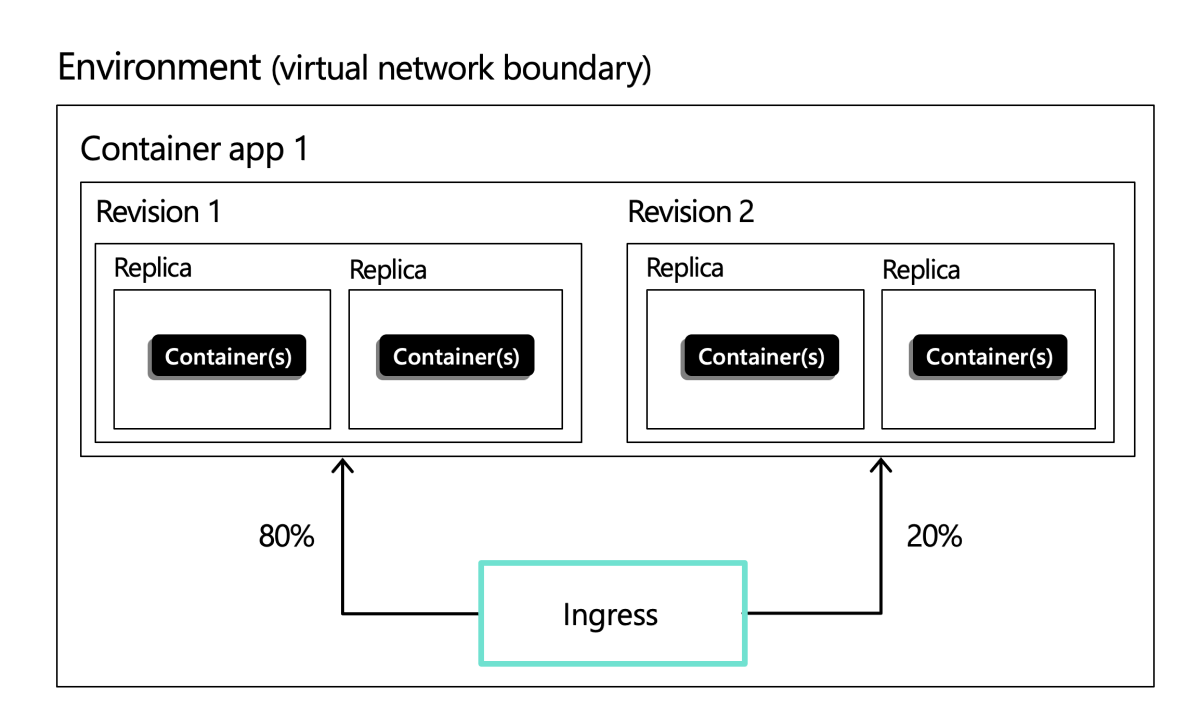 Environment (virtual network boundary)
Container app 1
Revision 1
Revision 2
Replica
Replica
Replica
Replica
Container(s)
Container(s)
Container(s)
Container(s)
80%
20%
Ingress